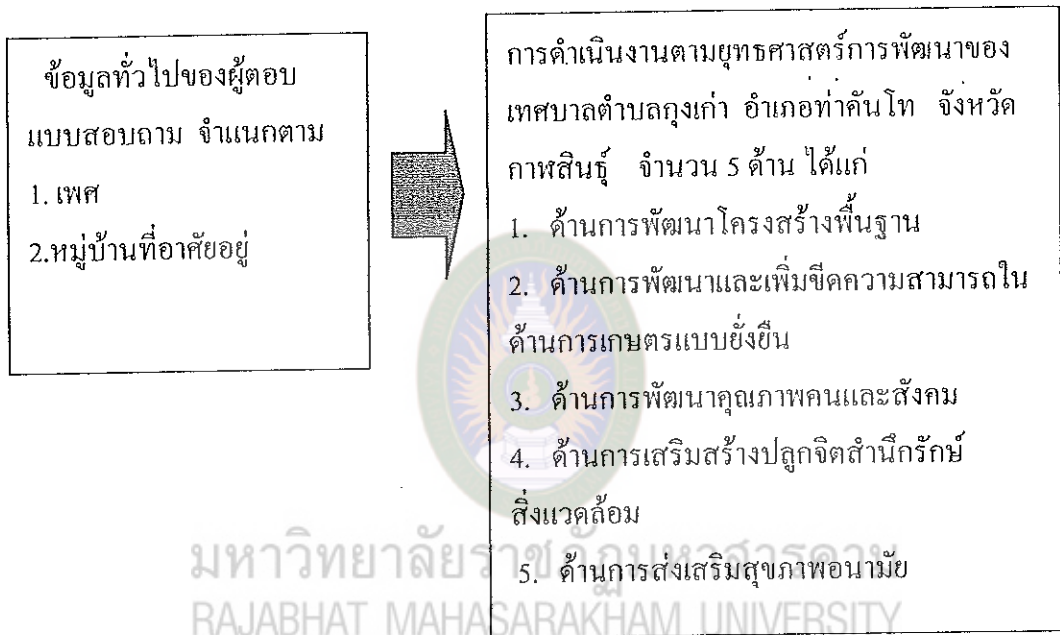 ข้อมูลทั่วไปของผู้ตอบ
แบบสอบถาม จำแนกตาม
1. เพศ
2.หมู่บ้านที่อาศัยอยู่
การดำเนินงานตามยุทธศาสตร์การพัฒนาของ
เทศบาลตำบลกุงเก่า อำเภอท่าคันโท จังหวัด
กาฬสินธุ์ จำนวน 5 ด้าน ได้แก่
1. ด้านการพัฒนาโครงสร้างพื้นฐาน
2. ด้านการพัฒนาและเพิ่มขีดความสามารถใน
ด้านการเกษตรแบบยั่งยืน
3. ด้านการพัฒนาคุณภาพคนและสังคม
4. ด้านการเสริมสร้างปลูกจิตสำนึกรักษ์
สิ่งแวดล้อม
5. ด้านการส่งเสริมสุขภาพอนามัย
มหาวิทยาลัยราชภัฏมหาสารคาม
RAJABHAT MAHASARAKHAM UNIVERSITY